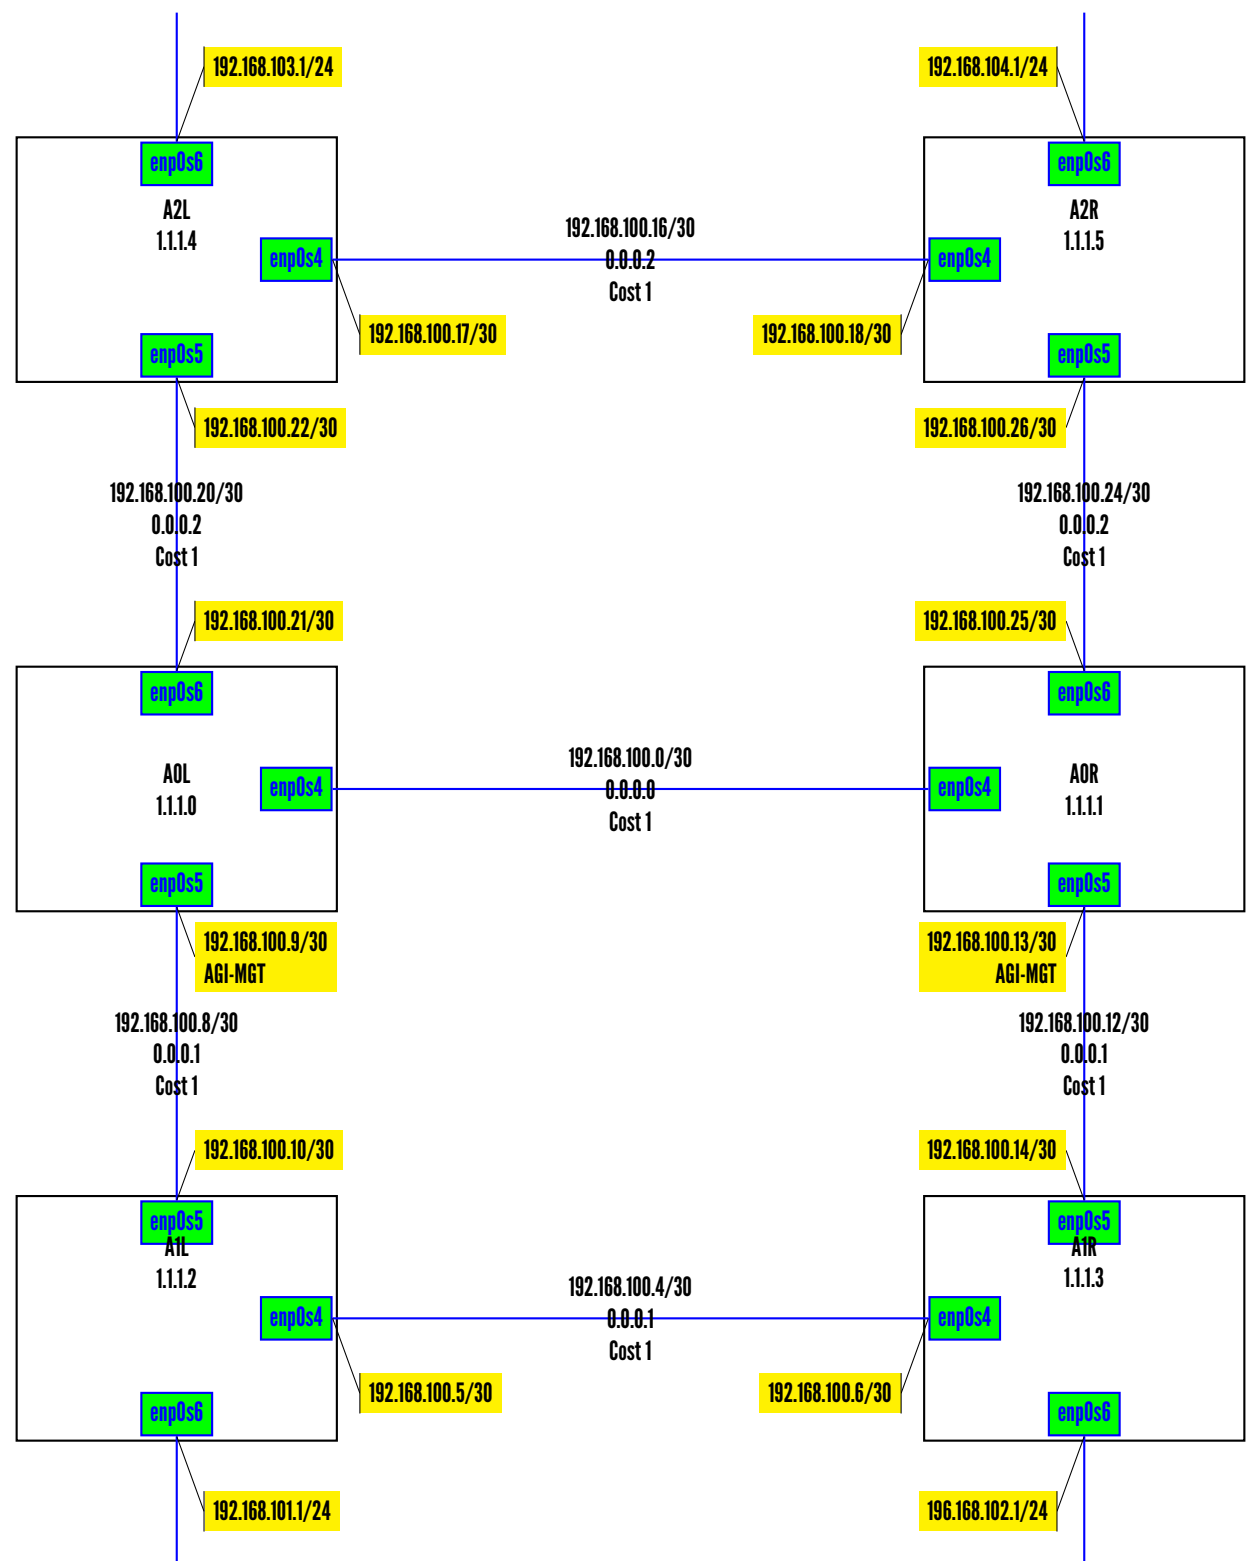 192.168.103.1/24
192.168.104.1/24
enp0s6
enp0s6
A2L
1.1.1.4
A2R
1.1.1.5
enp0s4
192.168.100.16/30
0.0.0.2
Cost 1
enp0s4
192.168.100.17/30
192.168.100.18/30
enp0s5
enp0s5
192.168.100.22/30
192.168.100.26/30
192.168.100.20/30
0.0.0.2
Cost 1
192.168.100.24/30
0.0.0.2
Cost 1
192.168.100.21/30
192.168.100.25/30
enp0s6
enp0s6
A0L
1.1.1.0
enp0s4
192.168.100.0/30
0.0.0.0
Cost 1
enp0s4
A0R
1.1.1.1
enp0s5
enp0s5
192.168.100.9/30
AGI-MGT
192.168.100.13/30
AGI-MGT
192.168.100.8/30
0.0.0.1
Cost 1
192.168.100.12/30
0.0.0.1
Cost 1
192.168.100.10/30
192.168.100.14/30
enp0s5
A1L
1.1.1.2
enp0s5
A1R
1.1.1.3
enp0s4
192.168.100.4/30
0.0.0.1
Cost 1
enp0s4
192.168.100.5/30
192.168.100.6/30
enp0s6
enp0s6
192.168.101.1/24
196.168.102.1/24